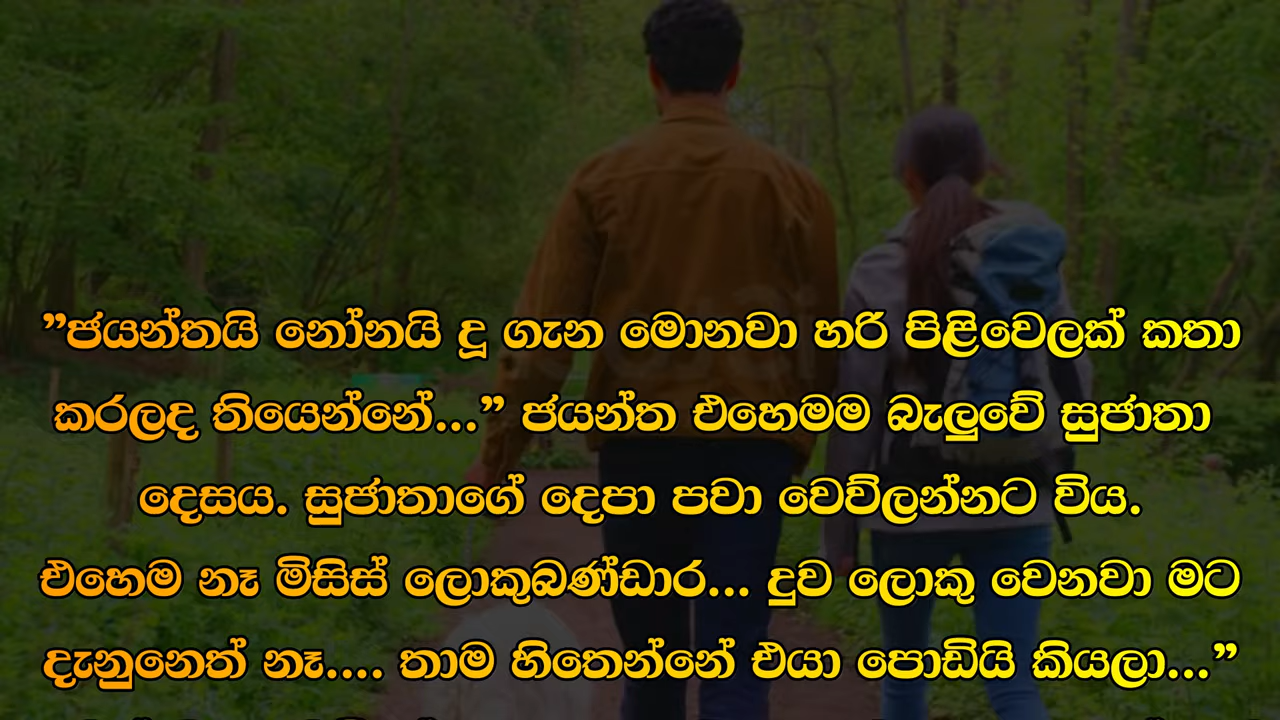 ”ජයන්තයි නෝනයි දූ ගැන මොනවා හරි පිළිවෙලක් කතා
කරලද තියෙන්නේ...” ජයන්ත එහෙමම බැලුවේ සුජාතා
දෙසය. සුජාතාගේ දෙපා පවා වෙව්ලන්නට විය.
එහෙම නෑ මිසිස් ලොකුබණ්ඩාර... දුව ලොකු වෙනවා මට
දැනුනෙත් නෑ.... තාම හිතෙන්නේ එයා පොඩියි කියලා...”